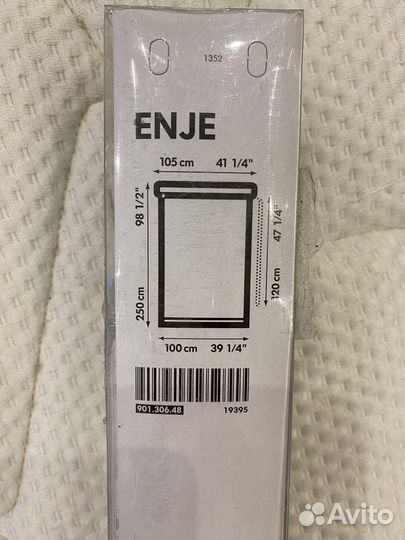 1352
ENJE
105 cm 41 1/4"
250 cm 98 1/2"
47 1/4"
120 cm
100 cm 39 1/4"
901.306.48 19395
Avito